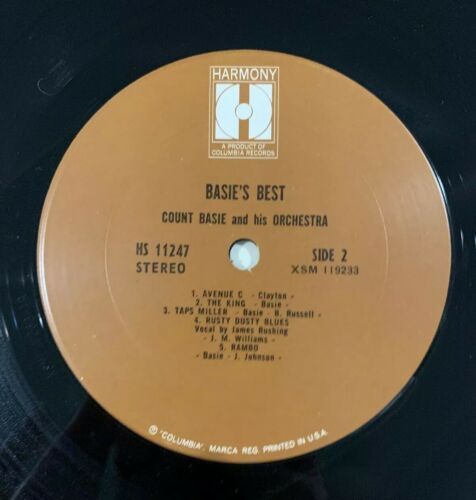 HARMONY
H
A PRODUCT OF
COLUMBIA RECORDS
BASIE'S BEST
COUNT BASIE and his ORCHESTRA
HS 11247 SIDE 2
STEREO XSM 119233
1. AVENUE C - Clayton -
2. THE KING - Basie -
3. TAPS MILLER - Basie - B. Russell -
4. RUSTY DUSTY BLUES
Vocal by James Rushing
- J. M. Williams -
5. RAMBO
- Basie - J. Johnson -
© "COLUMBIA", MARCA REG. PRINTED IN U.S.A.